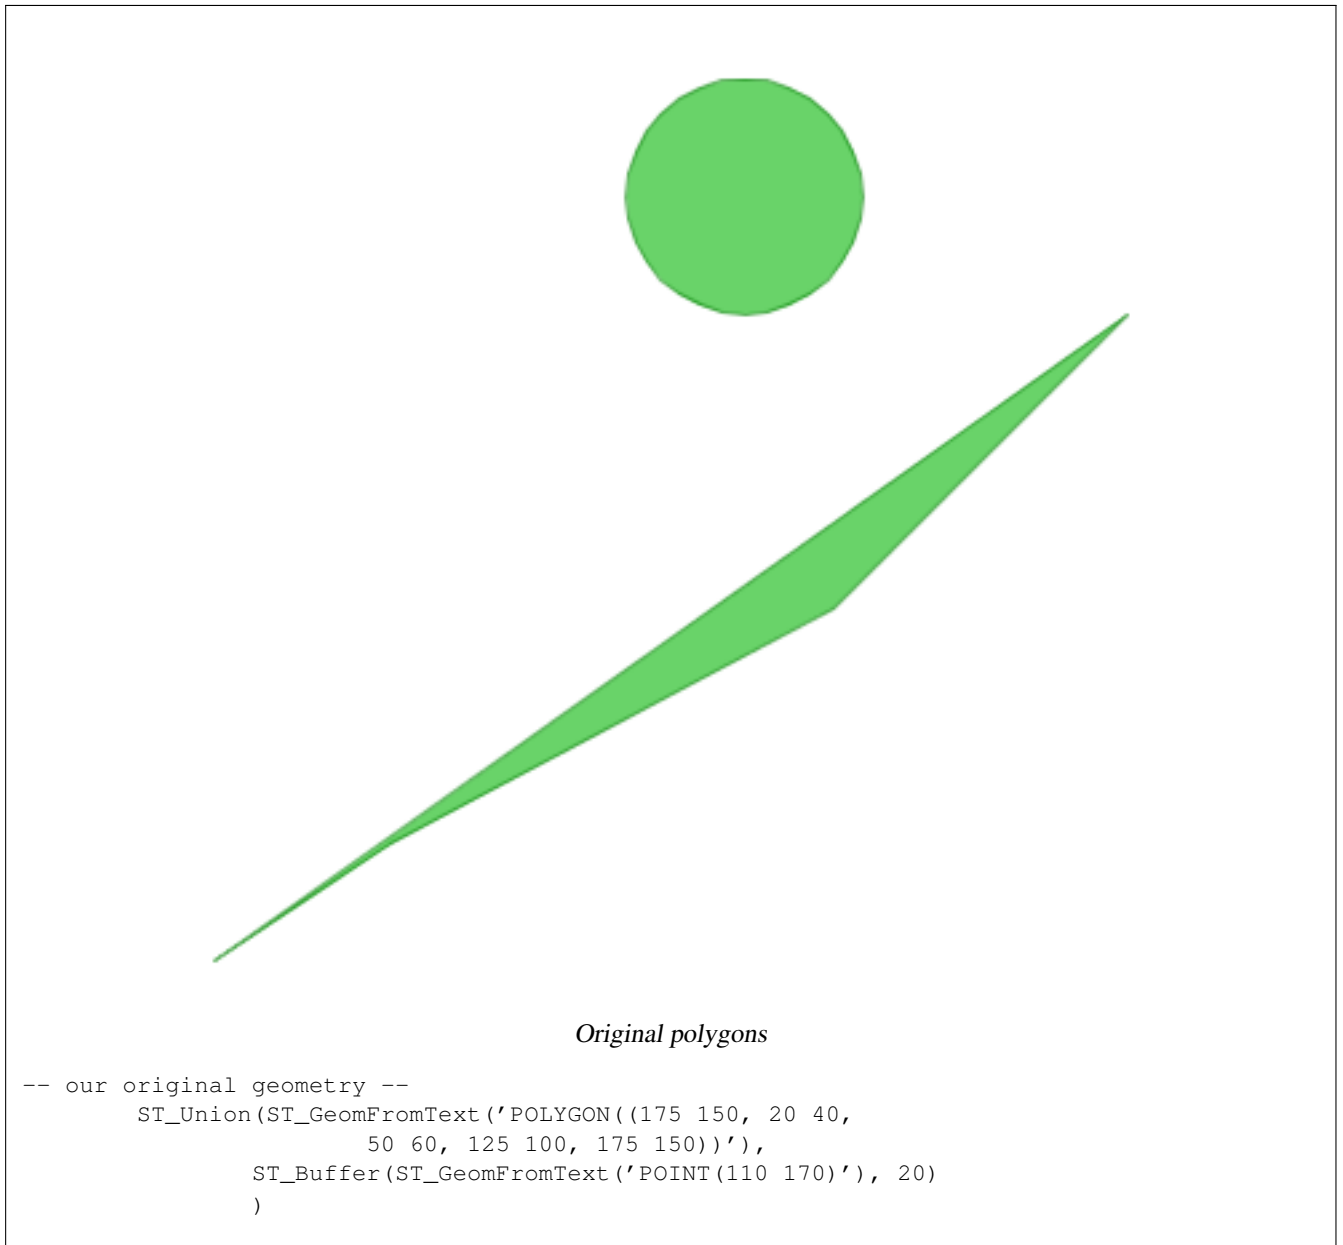 Original polygons
-- our original geometry --
ST_Union(ST_GeomFromText('POLYGON((175 150, 20 40,
50 60, 125 100, 175 150))'),
ST_Buffer(ST_GeomFromText('POINT(110 170)'), 20)
)